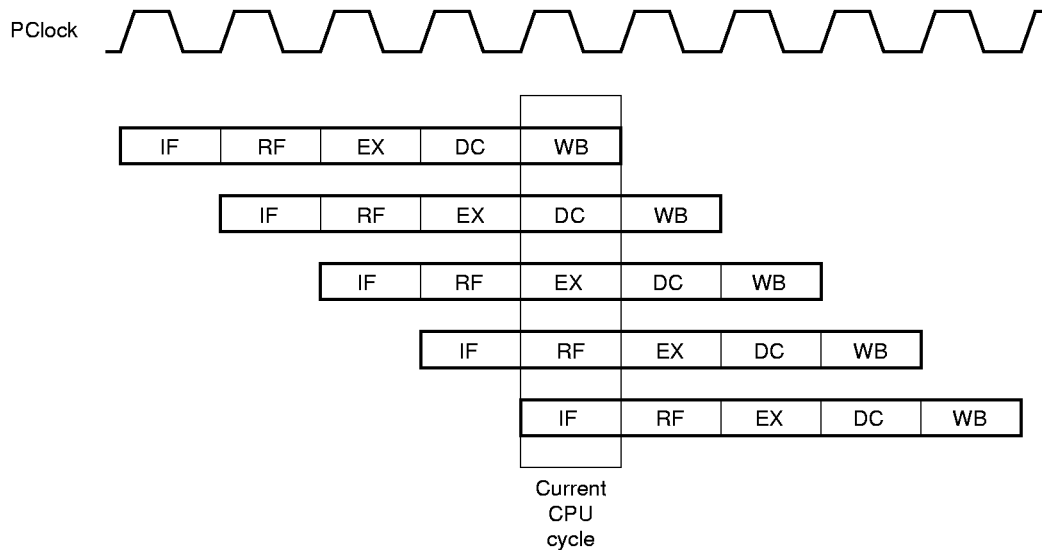 PClock
IF RF EX DC WB
IF RF EX DC WB
IF RF EX DC WB
IF RF EX DC WB
IF RF EX DC WB
Current
CPU
cycle